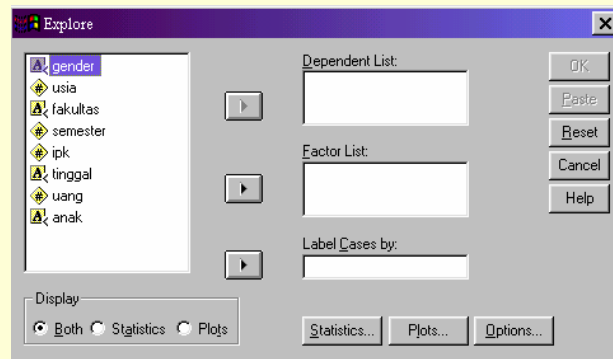 Explore
gender
usia
fakultas
semester
ipk
tinggal
uang
anak
Dependent List:
Factor List:
Label Cases by:
OK
Paste
Reset
Cancel
Help
Display
Both Statistics Plots
Statistics... Plots... Options...